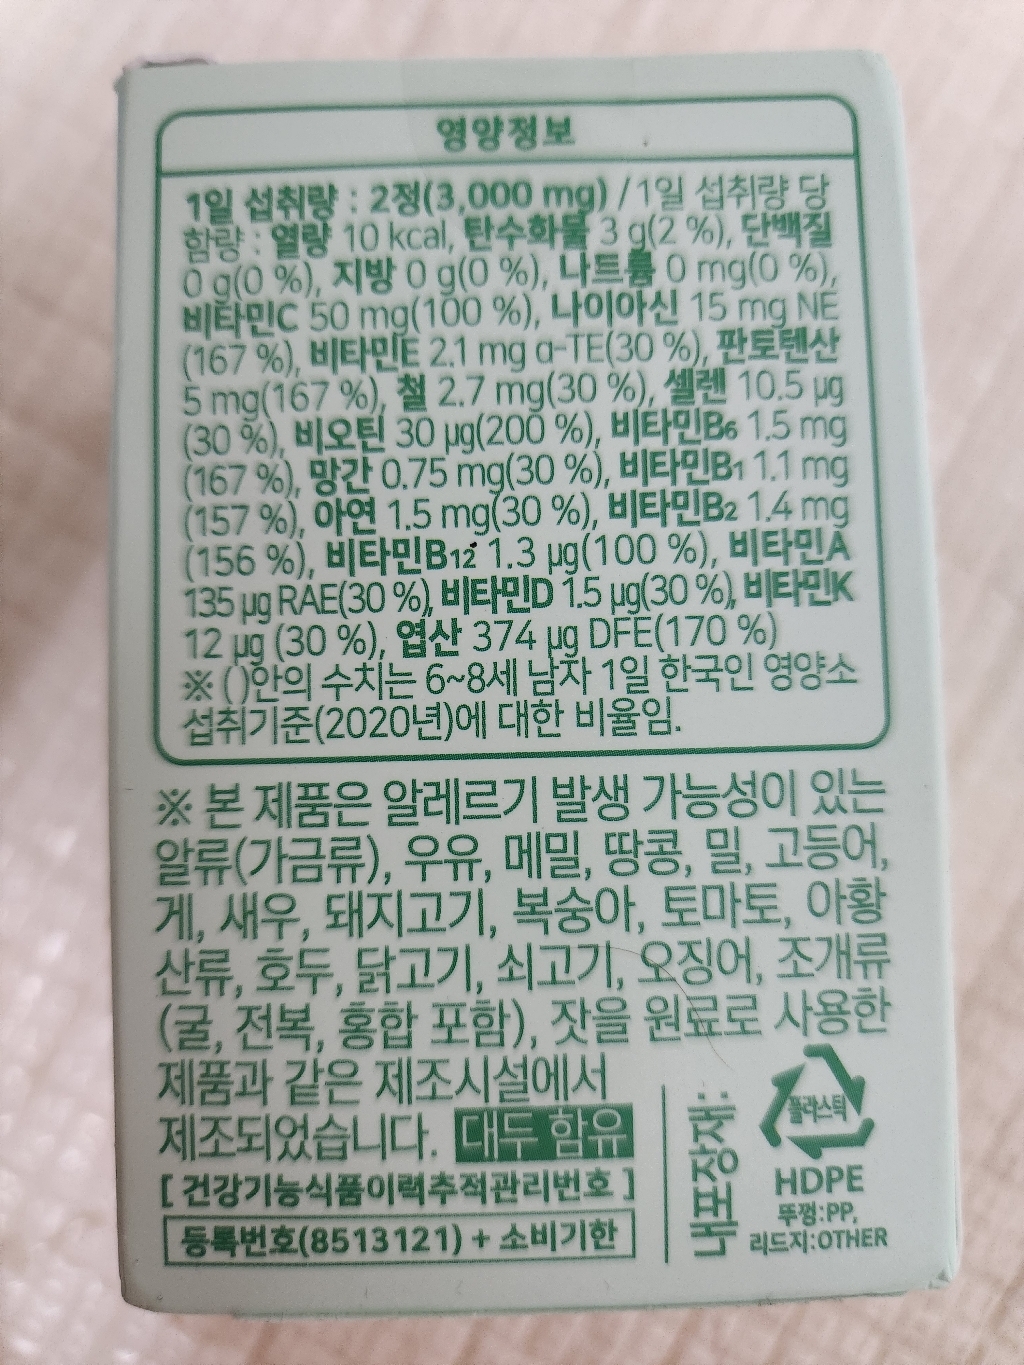 영양정보
1일 섭취량 : 2정(3,000 mg) / 1일 섭취량 당
함량 : 열량 10 kcal, 탄수화물 3 g(2 %), 단백질
0 g(0 %), 지방 0 g(0 %), 나트륨 0 mg(0 %),
비타민C 50 mg(100 %), 나이아신 15 mg NE
(167 %), 비타민E 2.1 mg α-TE(30 %), 판토텐산
5 mg(167 %), 철 2.7 mg(30 %), 셀렌 10.5 µg
(30 %), 비오틴 30 µg(200 %), 비타민B6 1.5 mg
(167 %), 망간 0.75 mg(30 %), 비타민B1 1.1 mg
(157 %), 아연 1.5 mg(30 %), 비타민B2 1.4 mg
(156 %), 비타민B12 1.3 µg(100 %), 비타민A
135 µg RAE(30 %), 비타민D 1.5 µg(30 %), 비타민K
12 µg (30 %), 엽산 374 µg DFE(170 %)
※ ( )안의 수치는 6~8세 남자 1일 한국인 영양소
섭취기준(2020년)에 대한 비율임.
※ 본 제품은 알레르기 발생 가능성이 있는
알류(가금류), 우유, 메밀, 땅콩, 밀, 고등어,
게, 새우, 돼지고기, 복숭아, 토마토, 아황
산류, 호두, 닭고기, 쇠고기, 오징어, 조개류
(굴, 전복, 홍합 포함), 잣을 원료로 사용한
제품과 같은 제조시설에서
제조되었습니다. 대두 함유
[ 건강기능식품이력추적관리번호 ]
등록번호(8513121) + 소비기한
내포장재:
플라스틱
HDPE
뚜껑:PP,
리드지:OTHER